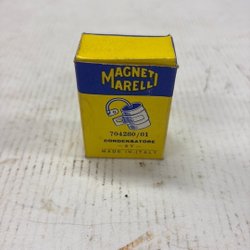 MAGNETI
MARELLI
704280/01
CONDENSATORE
MADE IN ITALY